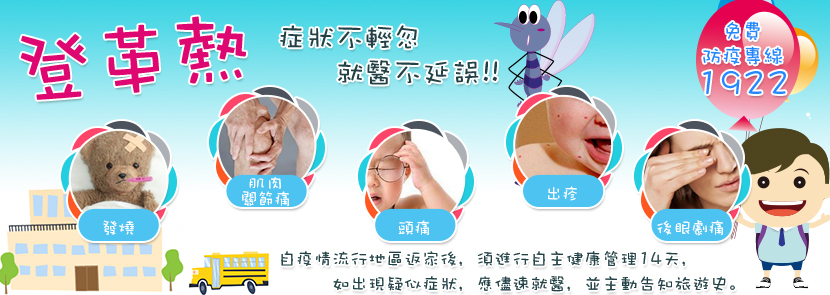 登革熱
症狀不輕忽
就醫不延誤!!
免費
防疫專線
1922
發燒
肌肉
關節痛
頭痛
出疹
後眼劇痛
自疫情流行地區返家後，須進行自主健康管理14天，
如出現疑似症狀，應儘速就醫，並主動告知旅遊史。